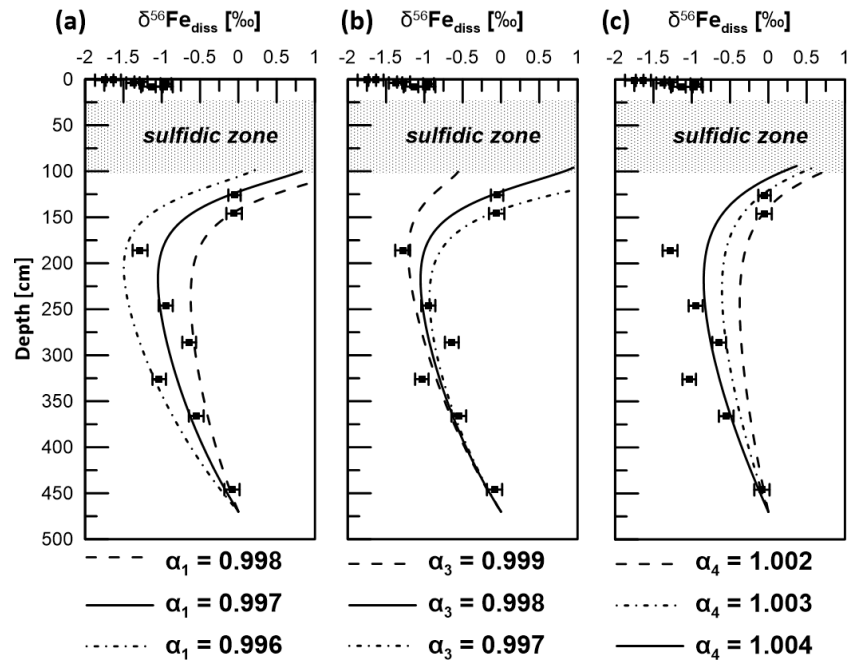 (a) δ⁵⁶Fe_diss [‰] (b) δ⁵⁶Fe_diss [‰] (c) δ⁵⁶Fe_diss [‰]
-2 -1.5 -1 -0.5 0 0.5 1 -2 -1.5 -1 -0.5 0 0.5 1 -2 -1.5 -1 -0.5 0 0.5 1
0
50
sulfidic zone sulfidic zone sulfidic zone
100
150
200
250
Depth [cm]
300
350
400
450
500
α₁ = 0.998 α₃ = 0.999 α₄ = 1.002
α₁ = 0.997 α₃ = 0.998 α₄ = 1.003
α₁ = 0.996 α₃ = 0.997 α₄ = 1.004